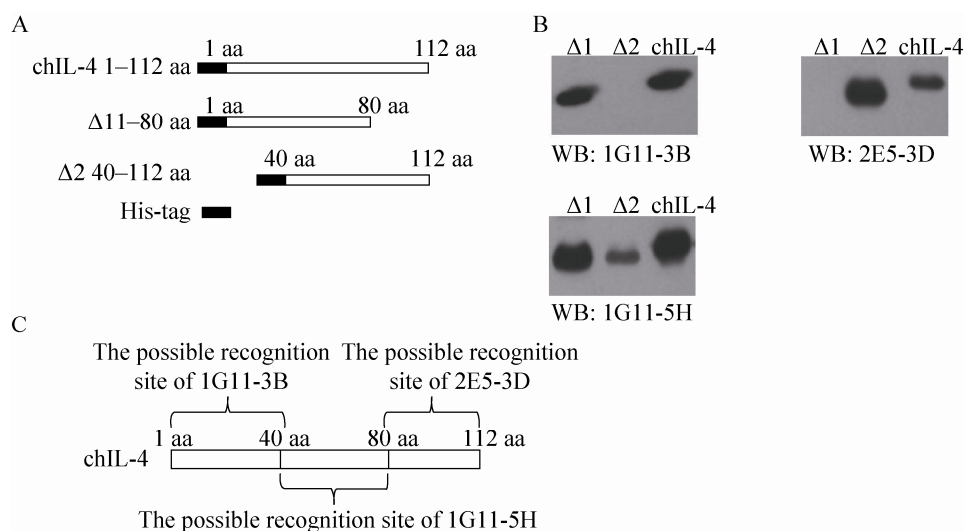 A
1 aa 112 aa
chIL-4 1–112 aa
1 aa 80 aa
Δ11–80 aa
40 aa 112 aa
Δ2 40–112 aa
His-tag
B
Δ1 Δ2 chIL-4
WB: 1G11-3B
Δ1 Δ2 chIL-4
WB: 2E5-3D
Δ1 Δ2 chIL-4
WB: 1G11-5H
C
The possible recognition
site of 1G11-3B
The possible recognition
site of 2E5-3D
1 aa 40 aa 80 aa 112 aa
chIL-4
The possible recognition site of 1G11-5H